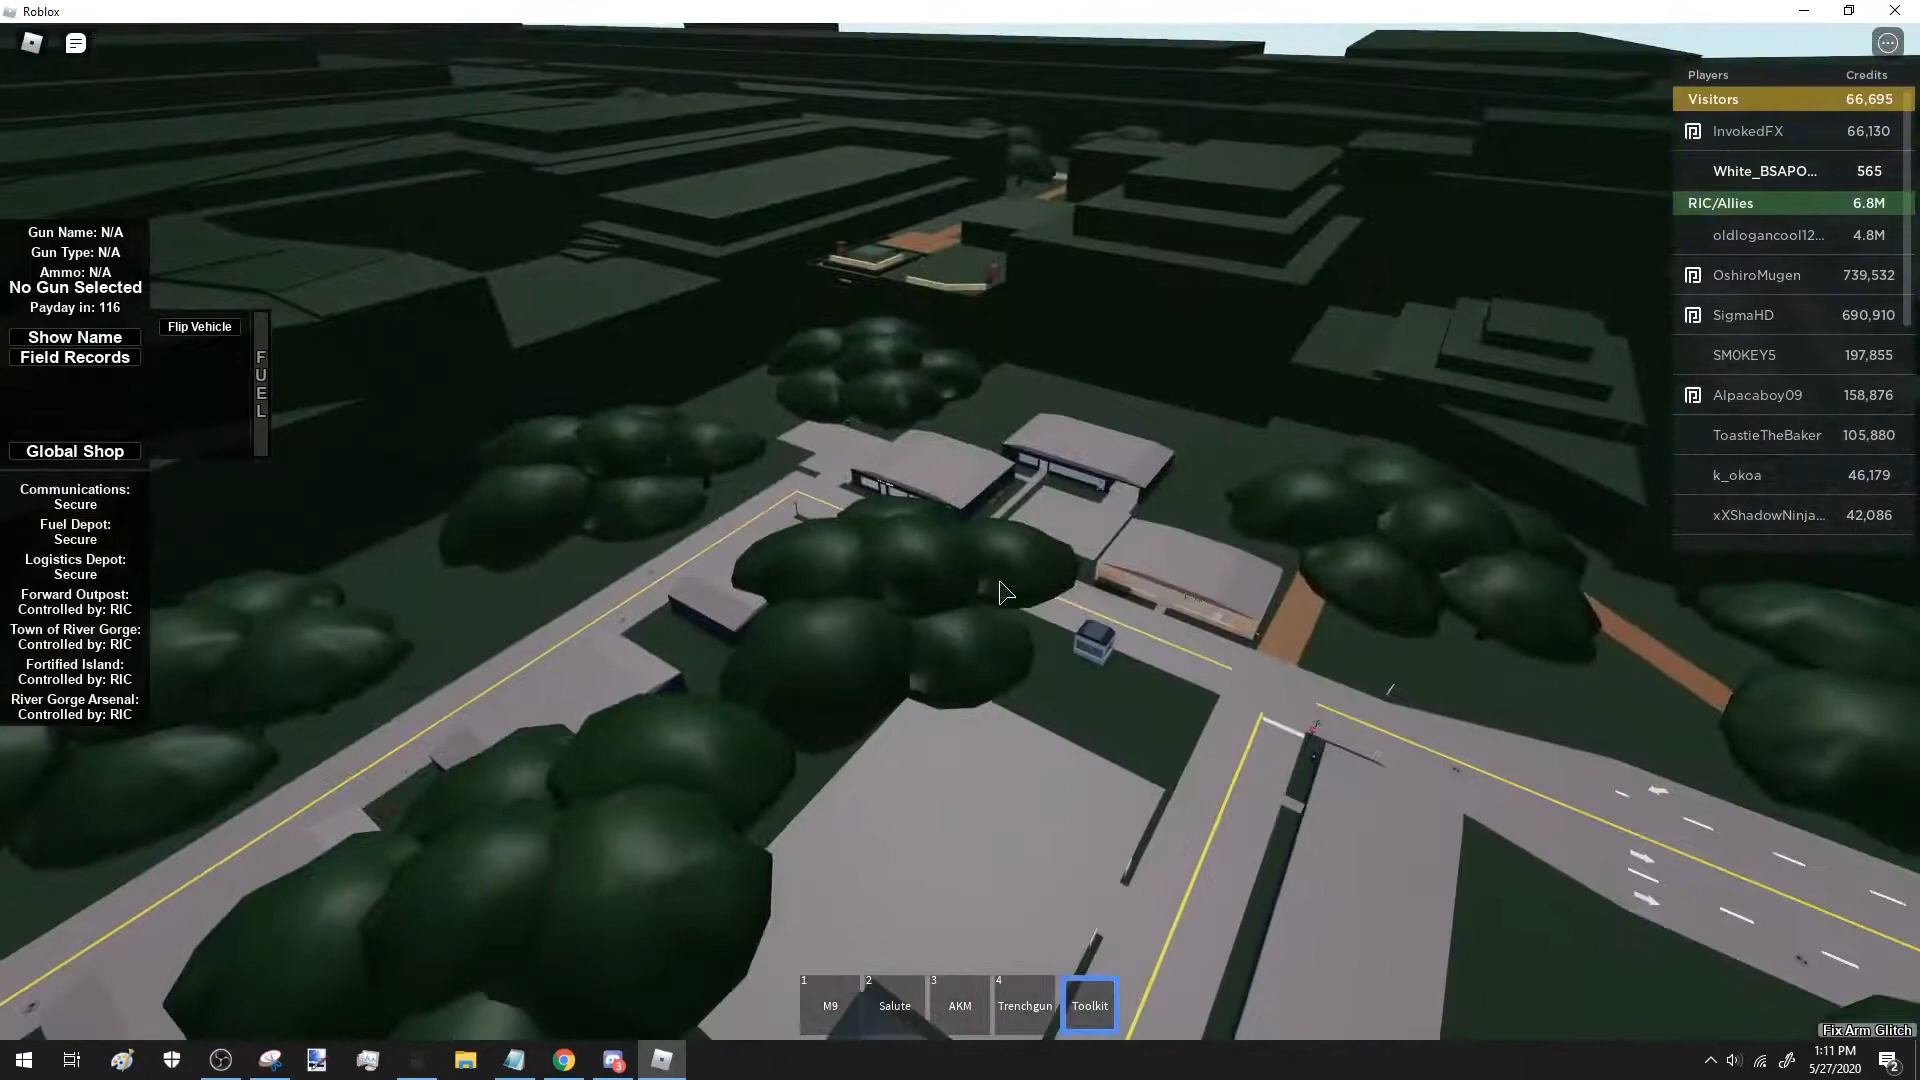 Roblox
Players Credits
Visitors 66,695
InvokedFX 66,130
White_BSAPO... 565
RIC/Allies 6.8M
oldlogancool12... 4.8M
OshiroMugen 739,532
SigmaHD 690,910
SM0KEY5 197,855
Alpacaboy09 158,876
ToastieTheBaker 105,880
k_okoa 46,179
xXShadowNinja... 42,086
Gun Name: N/A
Gun Type: N/A
Ammo: N/A
No Gun Selected
Payday in: 116
Show Name
Field Records
Flip Vehicle
FUEL
Global Shop
Communications:
Secure
Fuel Depot:
Secure
Logistics Depot:
Secure
Forward Outpost:
Controlled by: RIC
Town of River Gorge:
Controlled by: RIC
Fortified Island:
Controlled by: RIC
River Gorge Arsenal:
Controlled by: RIC
1 2 3 4
M9 Salute AKM Trenchgun Toolkit
Fix Arm Glitch
3
1:11 PM
5/27/2020
2